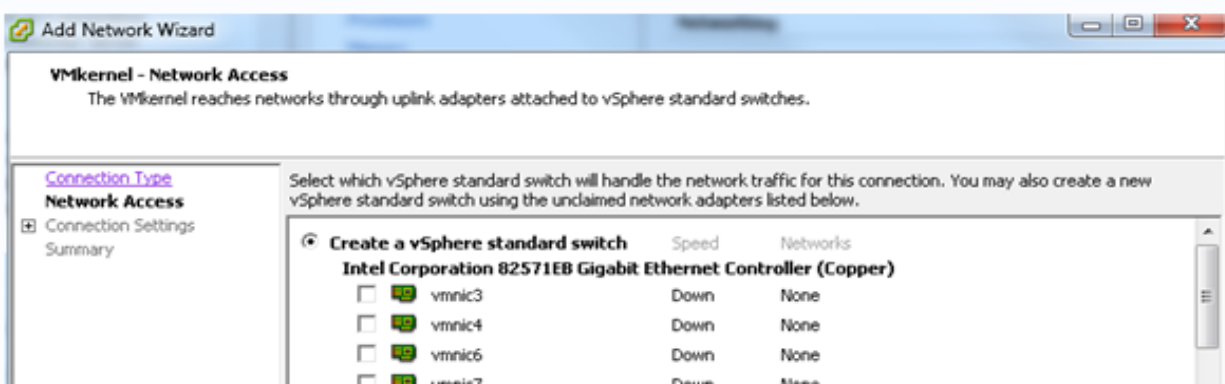 Add Network Wizard
VMkernel - Network Access
The VMkernel reaches networks through uplink adapters attached to vSphere standard switches.
Connection Type
Network Access
Connection Settings
Summary
Select which vSphere standard switch will handle the network traffic for this connection. You may also create a new
vSphere standard switch using the unclaimed network adapters listed below.
Create a vSphere standard switch Speed Networks
Intel Corporation 82571EB Gigabit Ethernet Controller (Copper)
vmnic3 Down None
vmnic4 Down None
vmnic6 Down None
vmnic7 Down None